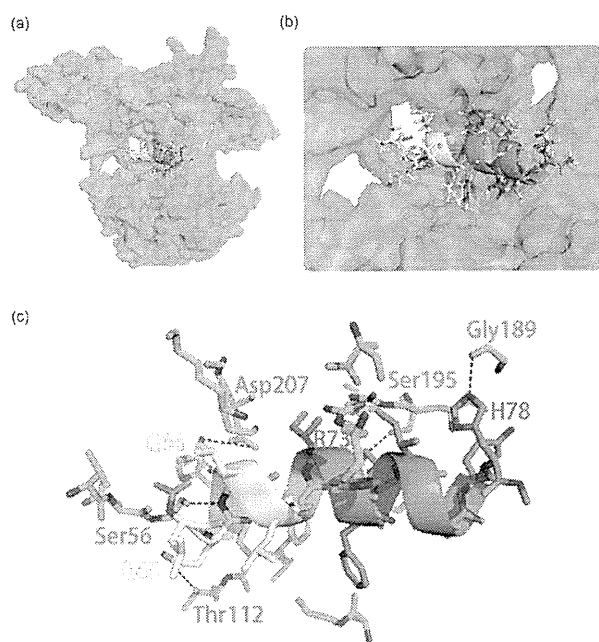 (a)
(b)
(c)
Gly189
Asp207
Ser195
H78
R73
Ser56
Thr112